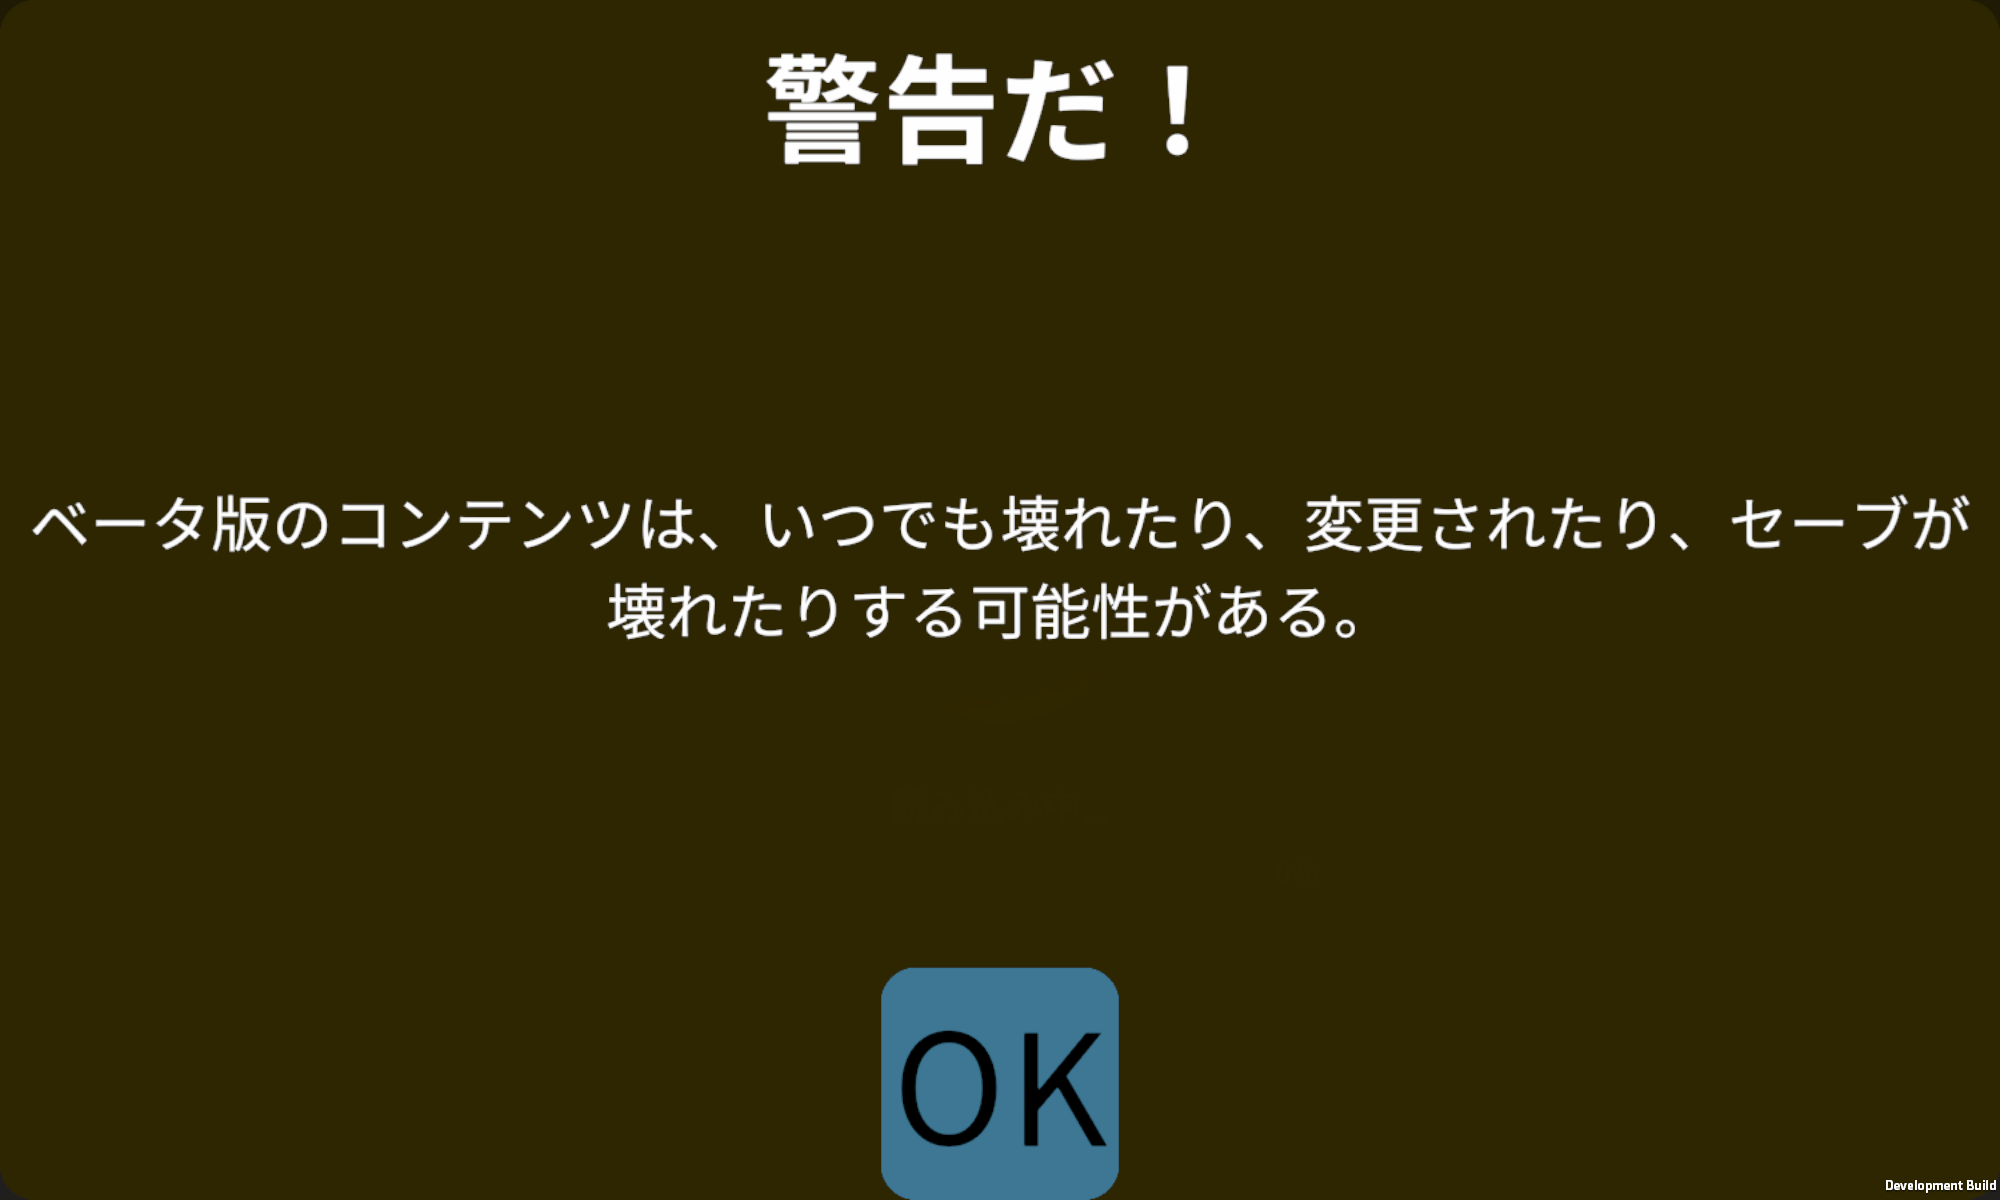 警告だ！
ベータ版のコンテンツは、いつでも壊れたり、変更されたり、セーブが
壊れたりする可能性がある。
OK
Development Build